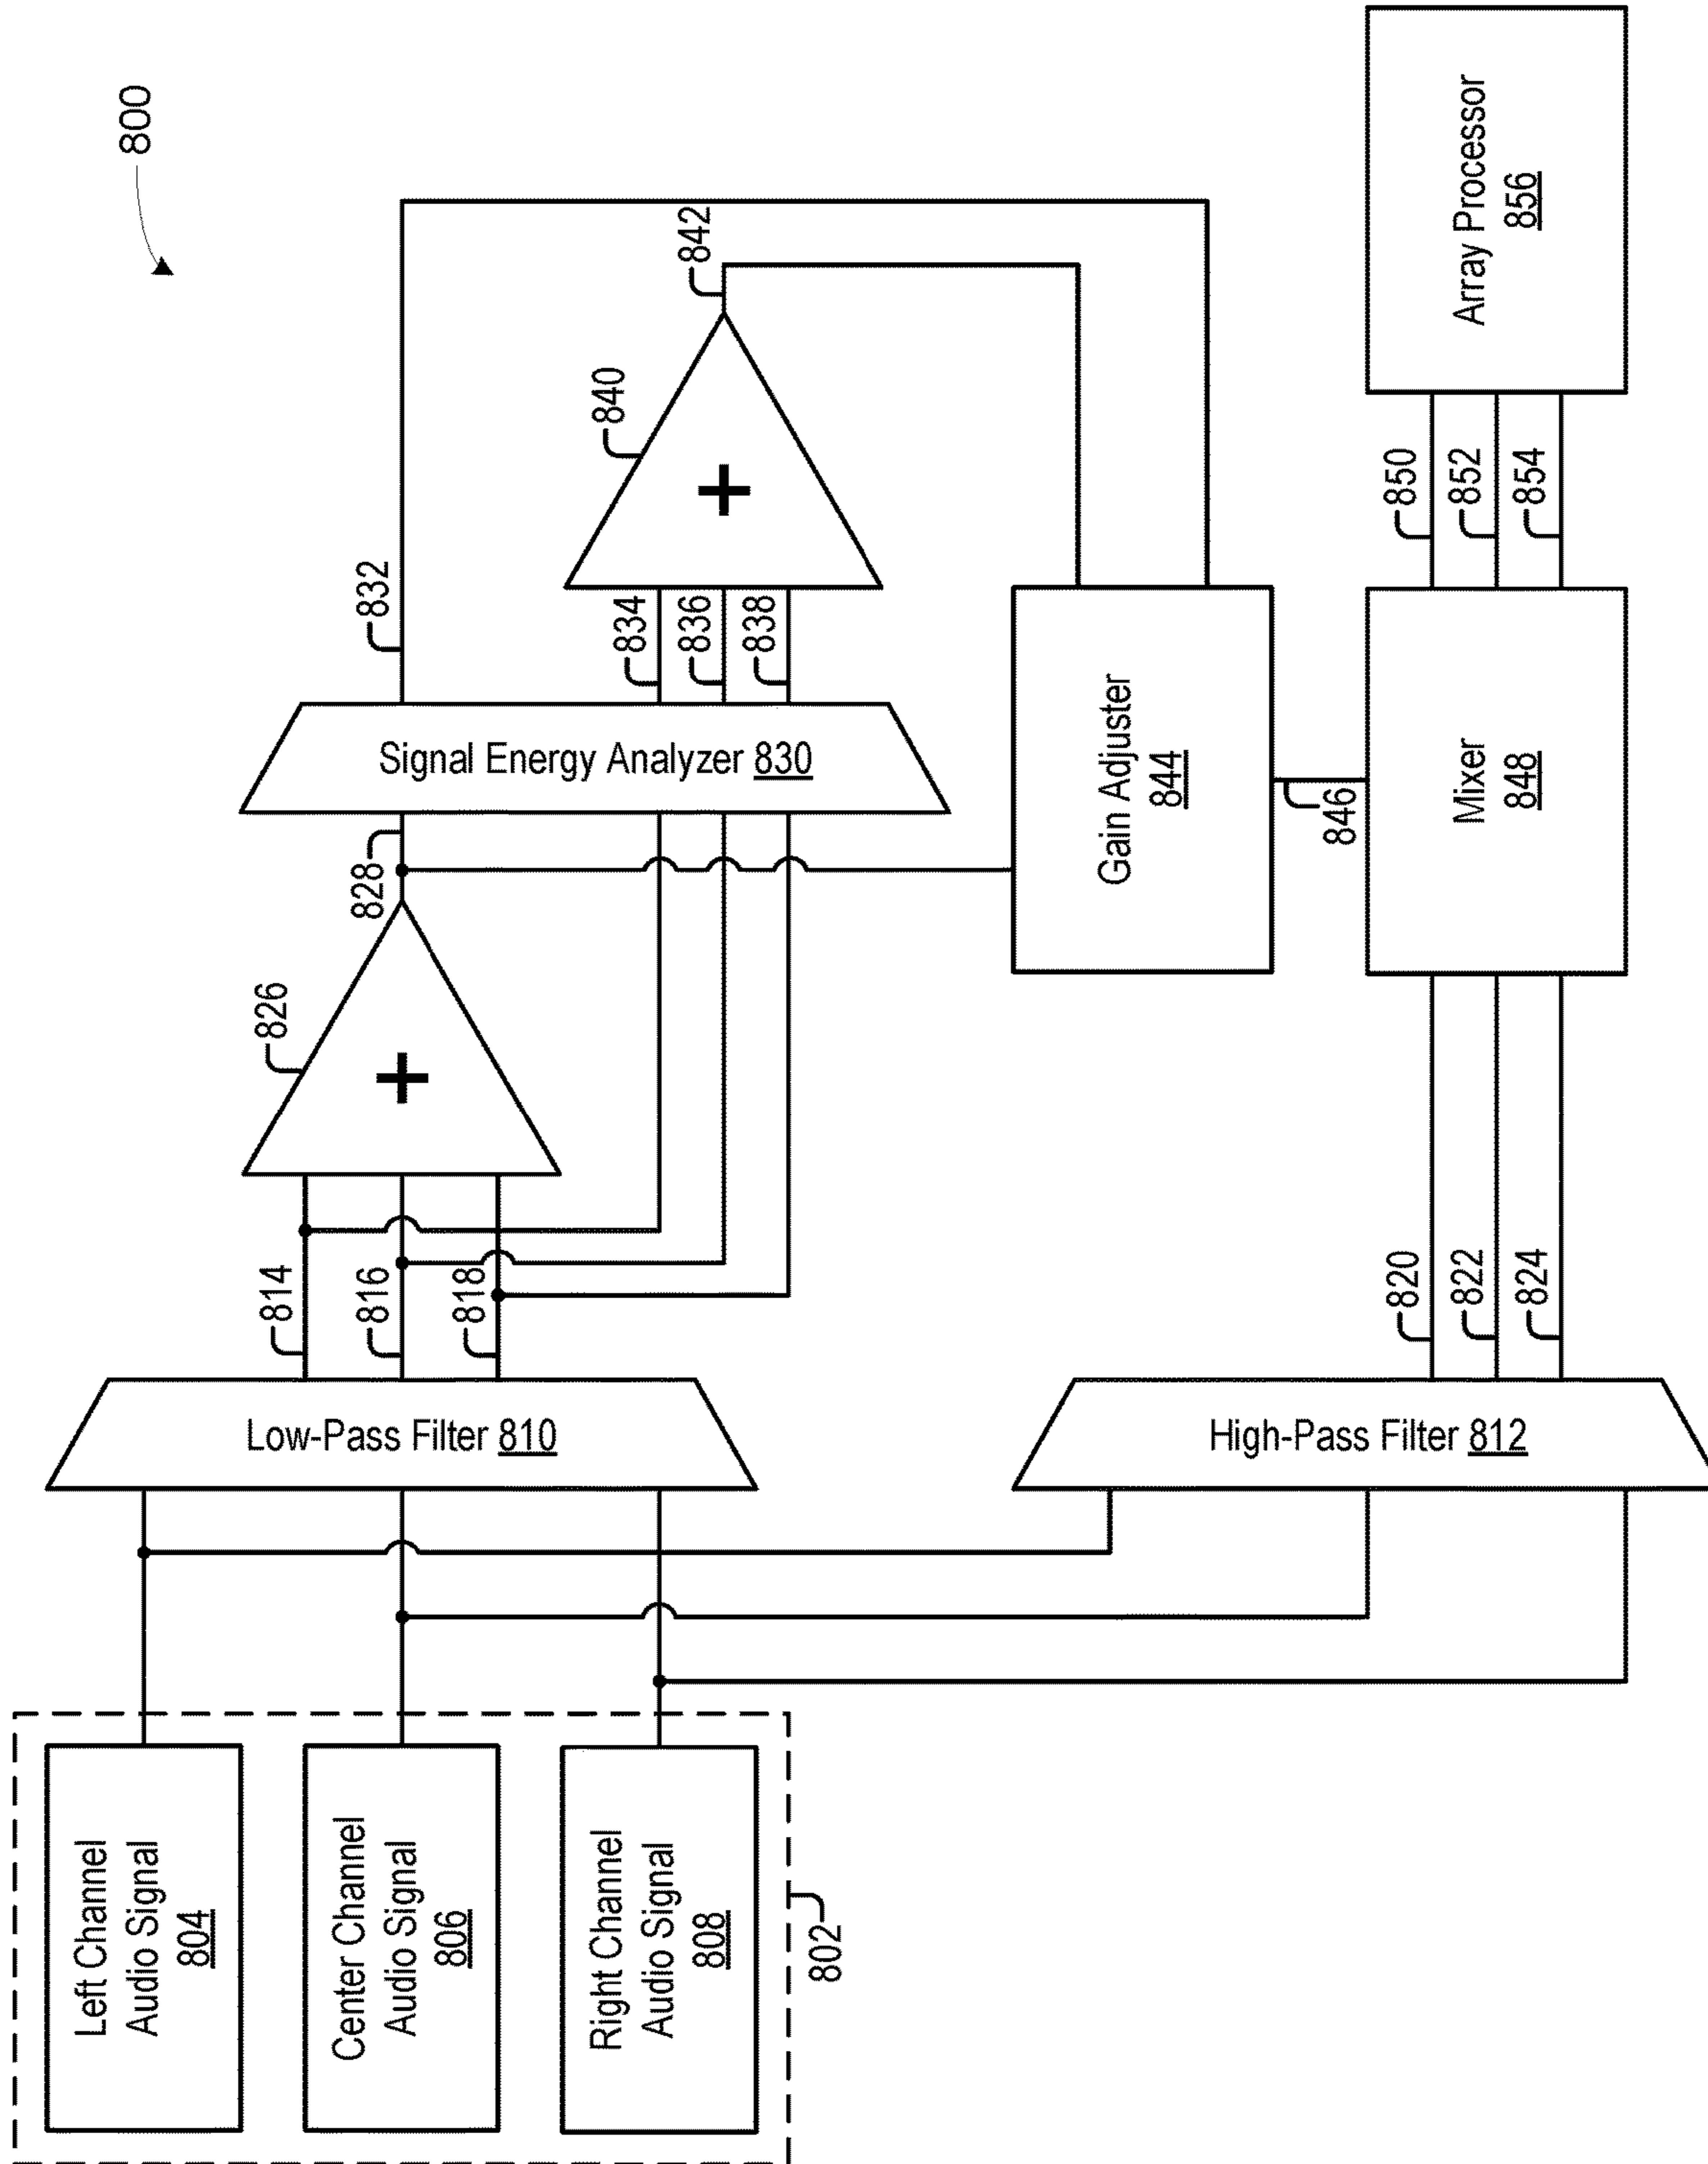 800
Left Channel
Audio Signal
804
Center Channel
Audio Signal
806
Right Channel
Audio Signal
808
802
Low-Pass Filter 810
High-Pass Filter 812
814
816
818
820
822
824
826
828
Signal Energy Analyzer 830
832
834
836
838
840
842
Gain Adjuster
844
846
Mixer
848
850
852
854
Array Processor
856
+
+